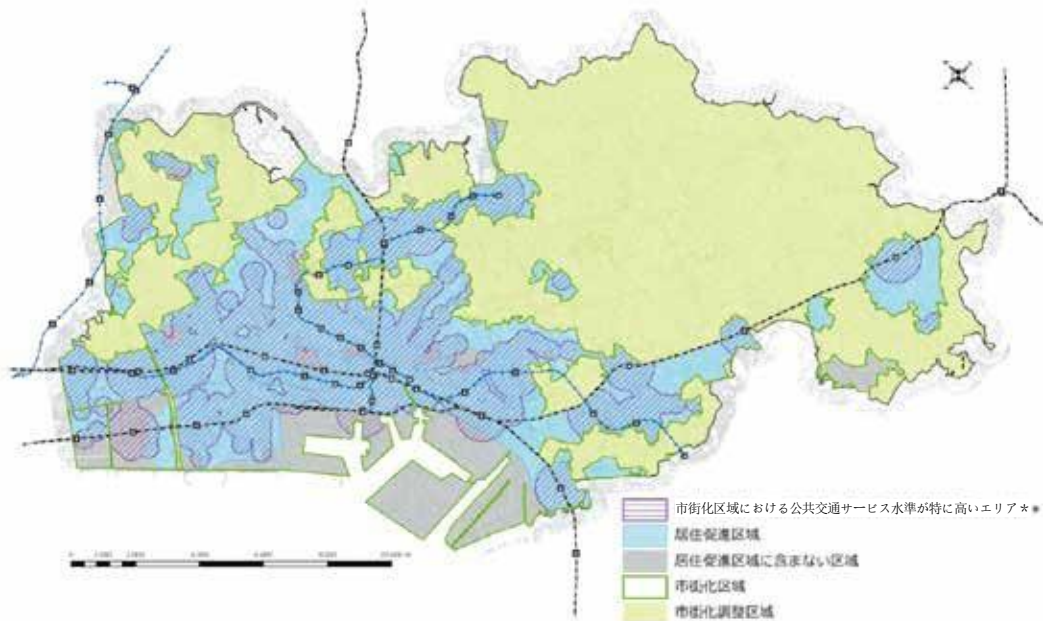 市街化区域における公共交通サービス水準が特に高いエリア＊＊
居住促進区域
居住促進区域に含まない区域
市街化区域
市街化調整区域
0